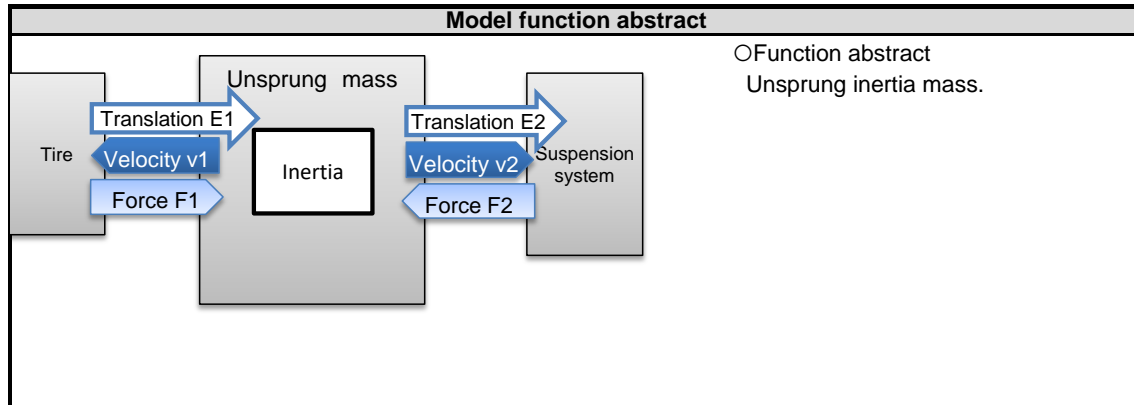 Model function abstract
〇Function abstract
Unsprung inertia mass.
Unsprung mass
Translation E1
Translation E2
Tire
Velocity v1
Inertia
Velocity v2
Suspension
system
Force F1
Force F2